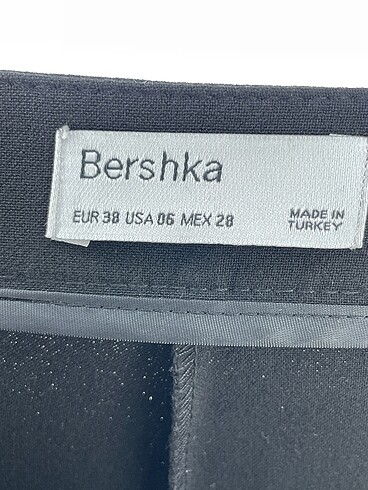 Bershka
EUR 38 USA 06 MEX 28
MADE IN
TURKEY